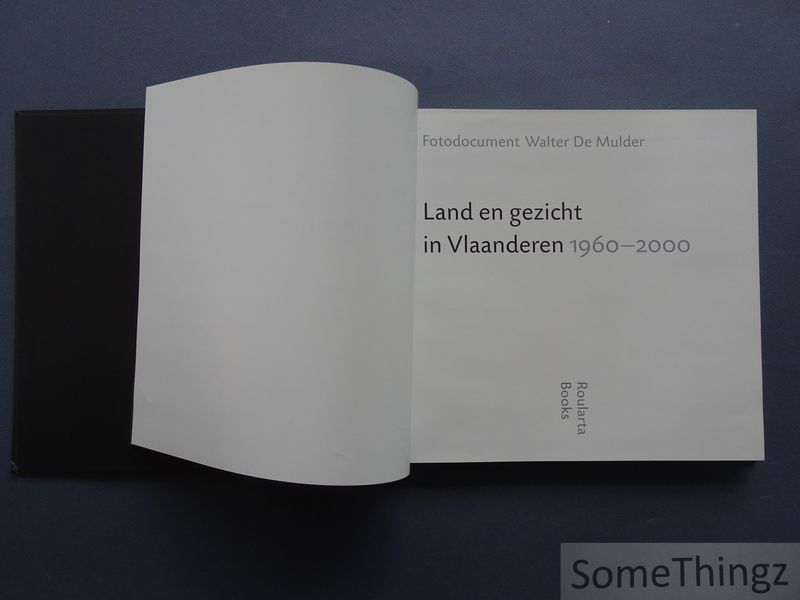 Fotodocument Walter De Mulder
Land en gezicht
in Vlaanderen 1960–2000
Roularta
Books
SomeThingz